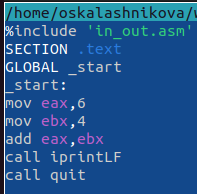 /home/oskalashnikova/
%include 'in_out.asm'
SECTION .text
GLOBAL _start
_start:
mov eax,6
mov ebx,4
add eax,ebx
call iprintLF
call quit